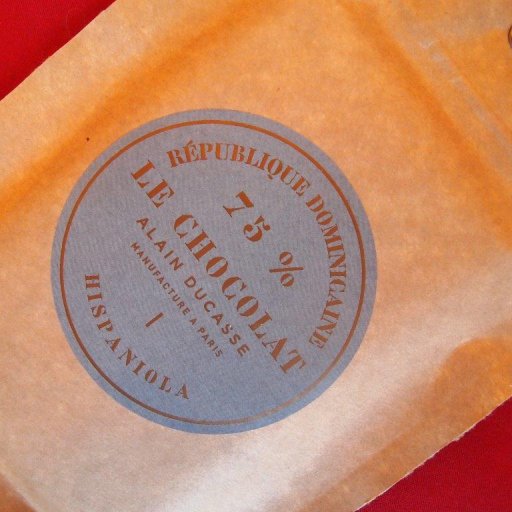 RÉPUBLIQUE DOMINICAINE
75 %
LE CHOCOLAT
ALAIN DUCASSE
MANUFACTURE A PARIS
HISPANIOLA